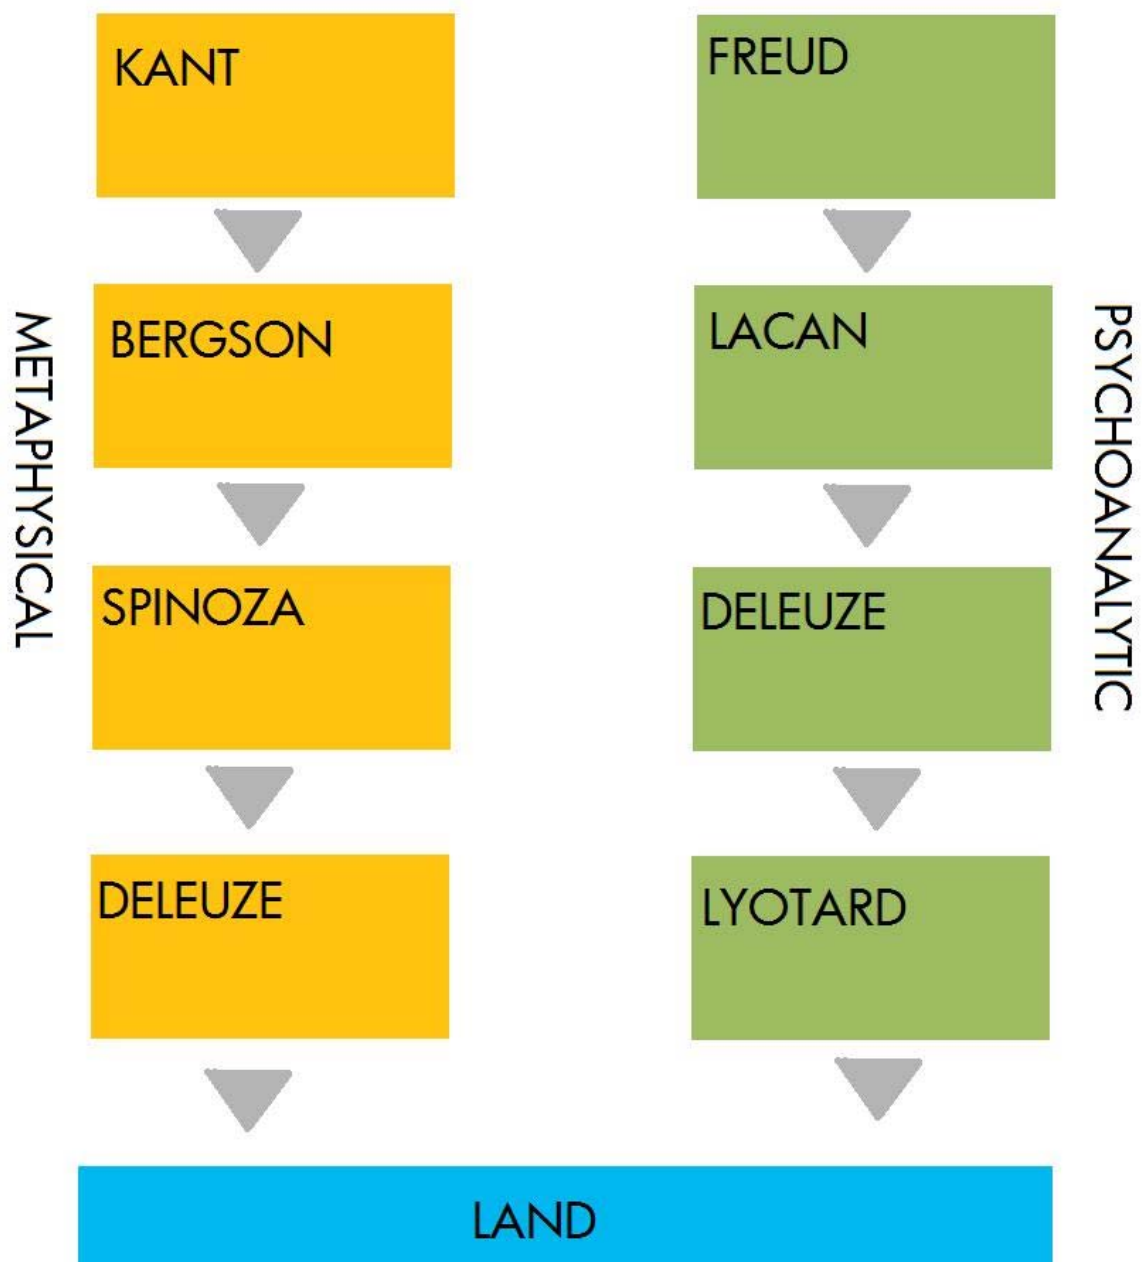 KANT
FREUD
BERGSON
LACAN
METAPHYSICAL
PSYCHOANALYTIC
SPINOZA
DELEUZE
DELEUZE
LYOTARD
LAND